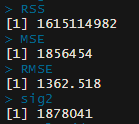 > RSS
[1] 1615114982
> MSE
[1] 1856454
> RMSE
[1] 1362.518
> sig2
[1] 1878041